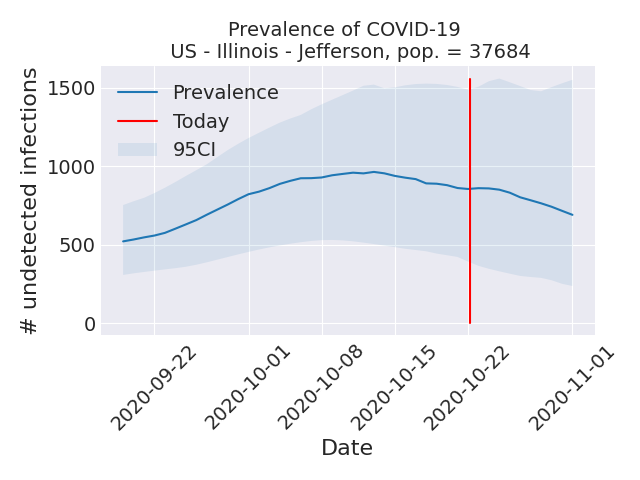 Prevalence of COVID-19
US - Illinois - Jefferson, pop. = 37684
# undetected infections
1500
1000
500
0
Prevalence
Today
95CI
2020-09-22
2020-10-01
2020-10-08
2020-10-15
2020-10-22
2020-11-01
Date